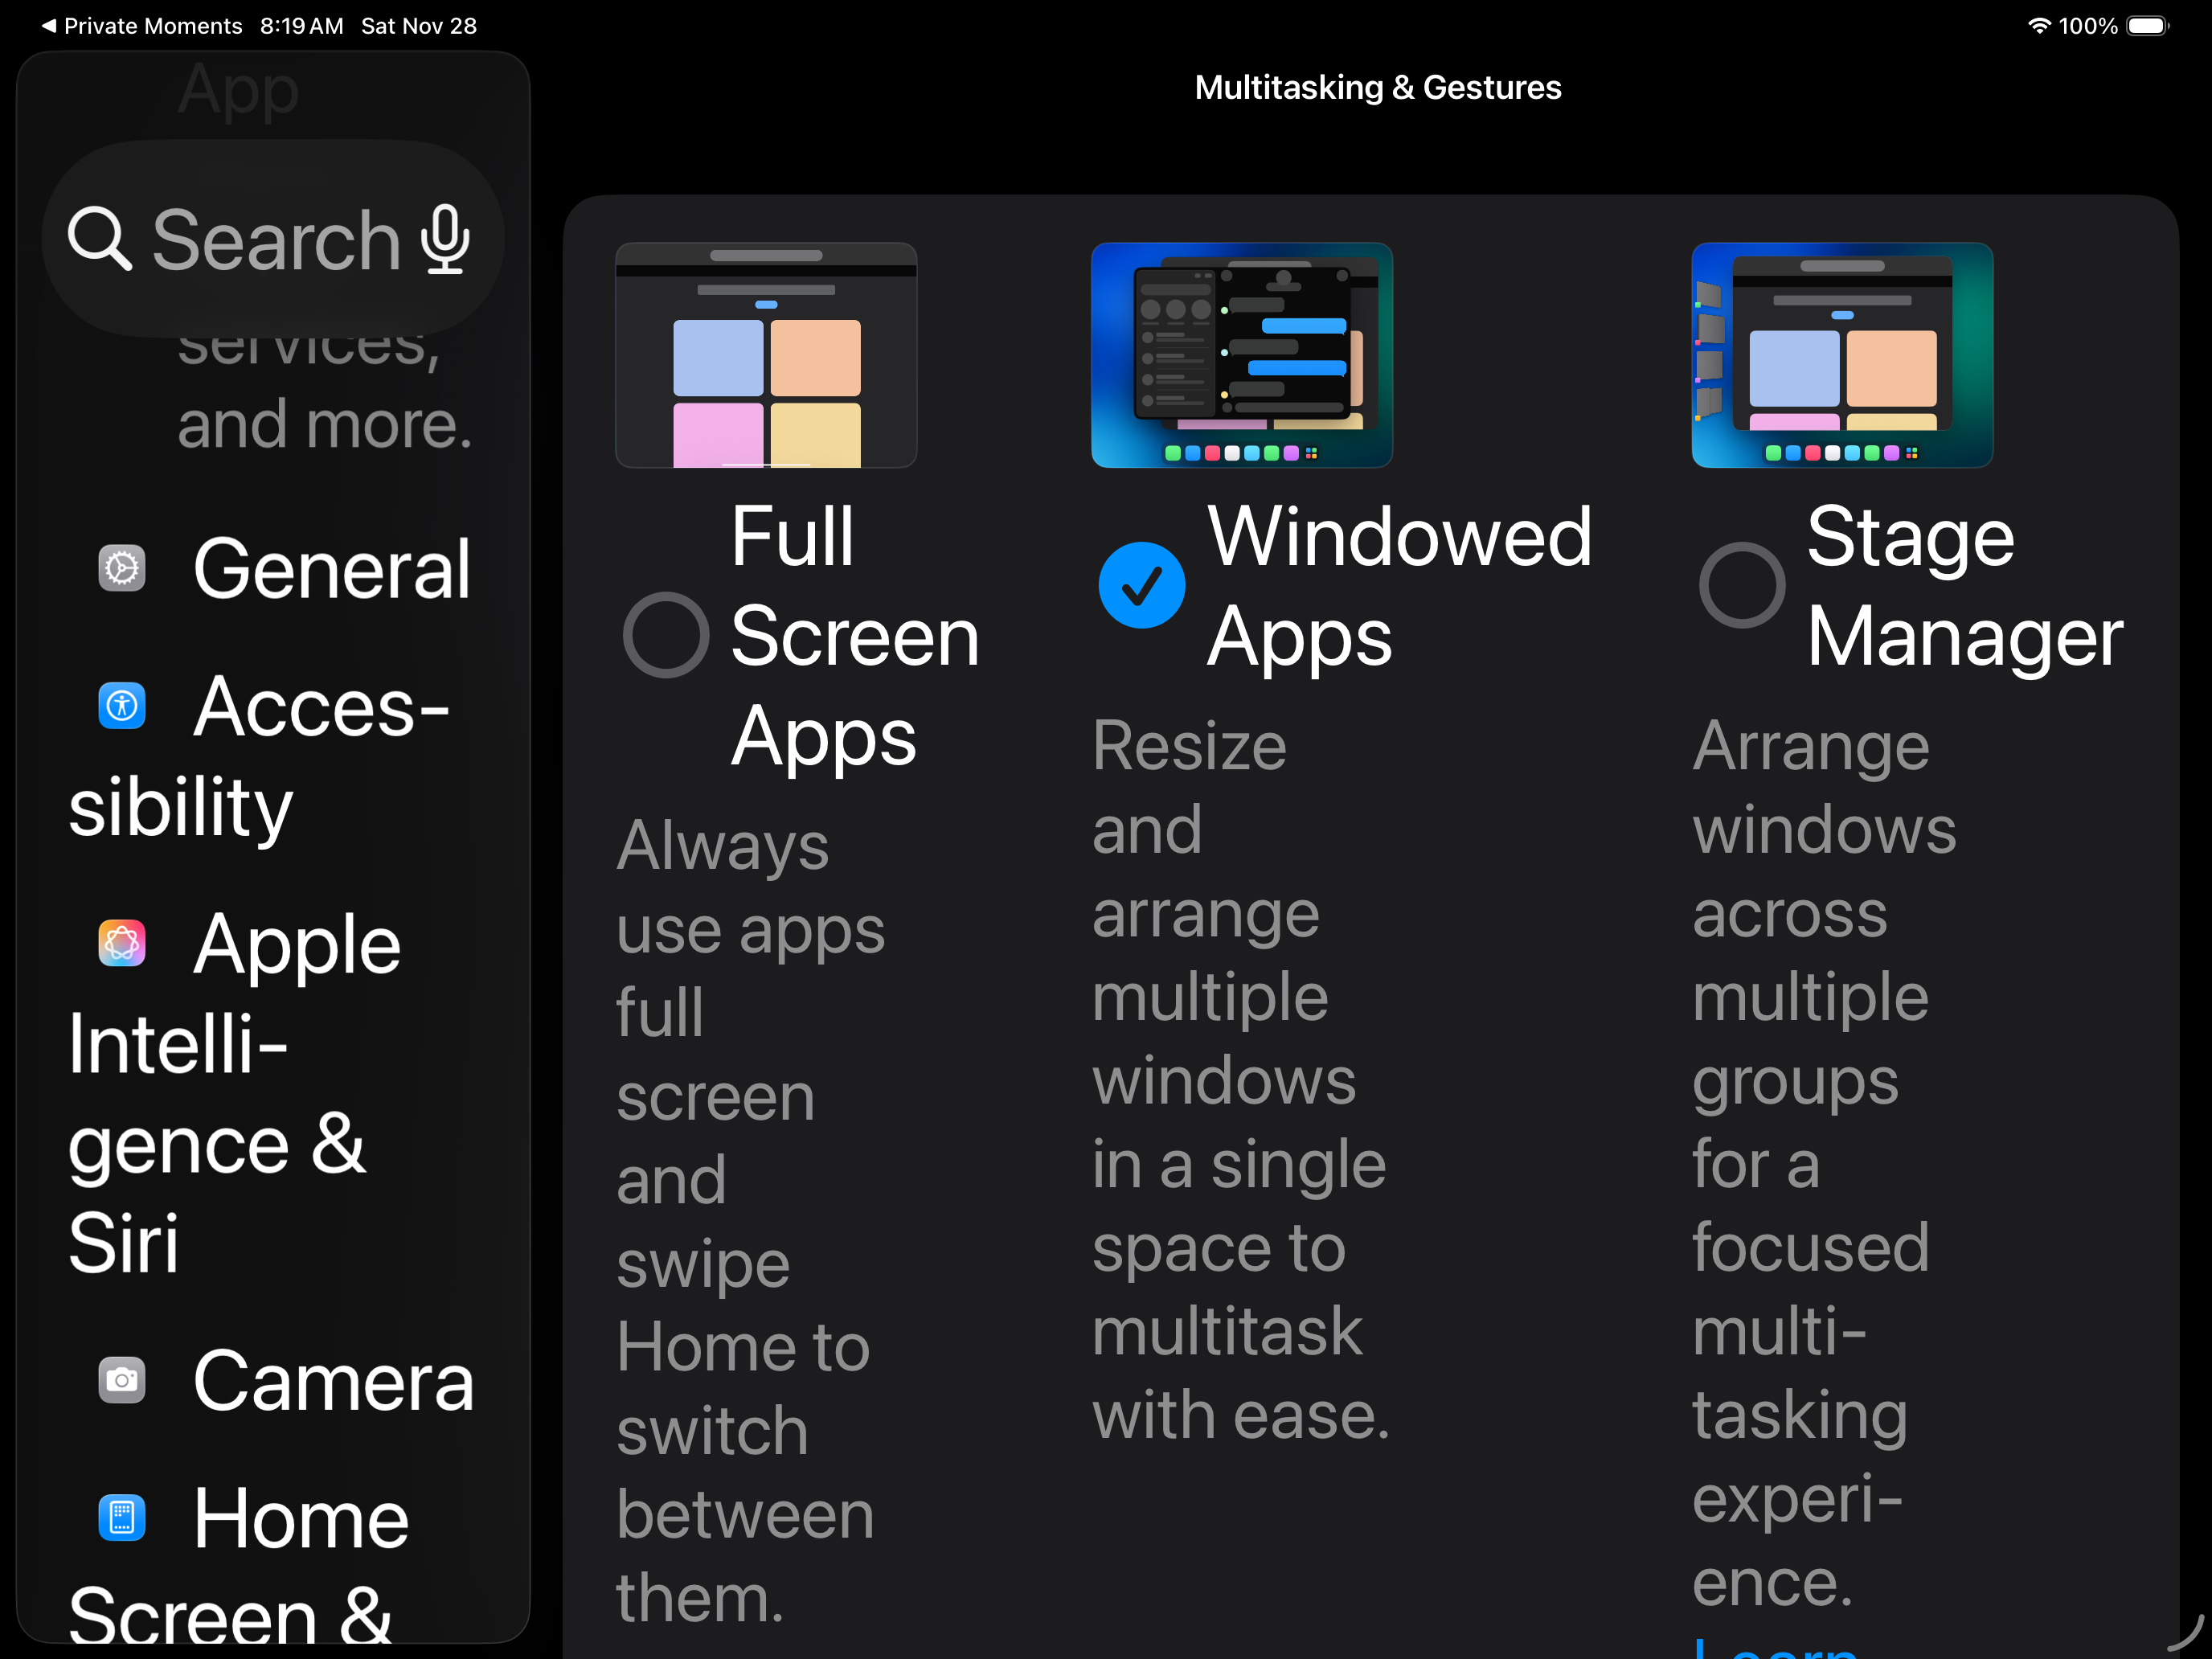 Private Moments 8:19 AM Sat Nov 28
100%
App
Search
services,
and more.
General
Acces-
sibility
Apple
Intelli-
gence &
Siri
Camera
Home
Screen &
Multitasking & Gestures
Full
Screen
Apps
Always
use apps
full
screen
and
swipe
Home to
switch
between
them.
Windowed
Apps
Resize
and
arrange
multiple
windows
in a single
space to
multitask
with ease.
Stage
Manager
Arrange
windows
across
multiple
groups
for a
focused
multi-
tasking
experi-
ence.
Learn